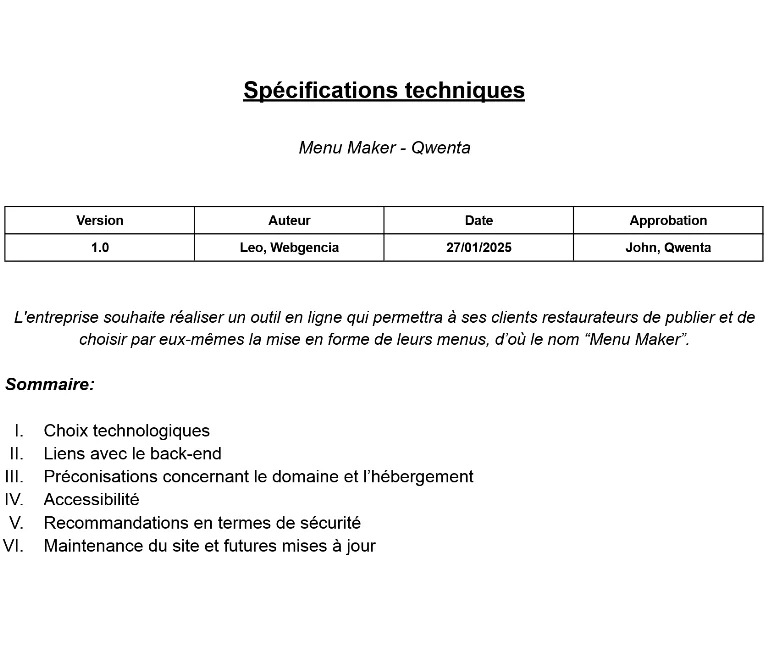 Spécifications techniques
Menu Maker - Qwenta
Version Auteur Date Approbation
1.0 Leo, Webgencia 27/01/2025 John, Qwenta
L'entreprise souhaite réaliser un outil en ligne qui permettra à ses clients restaurateurs de publier et de
choisir par eux-mêmes la mise en forme de leurs menus, d’où le nom “Menu Maker”.
Sommaire:
I. Choix technologiques
II. Liens avec le back-end
III. Préconisations concernant le domaine et l’hébergement
IV. Accessibilité
V. Recommandations en termes de sécurité
VI. Maintenance du site et futures mises à jour